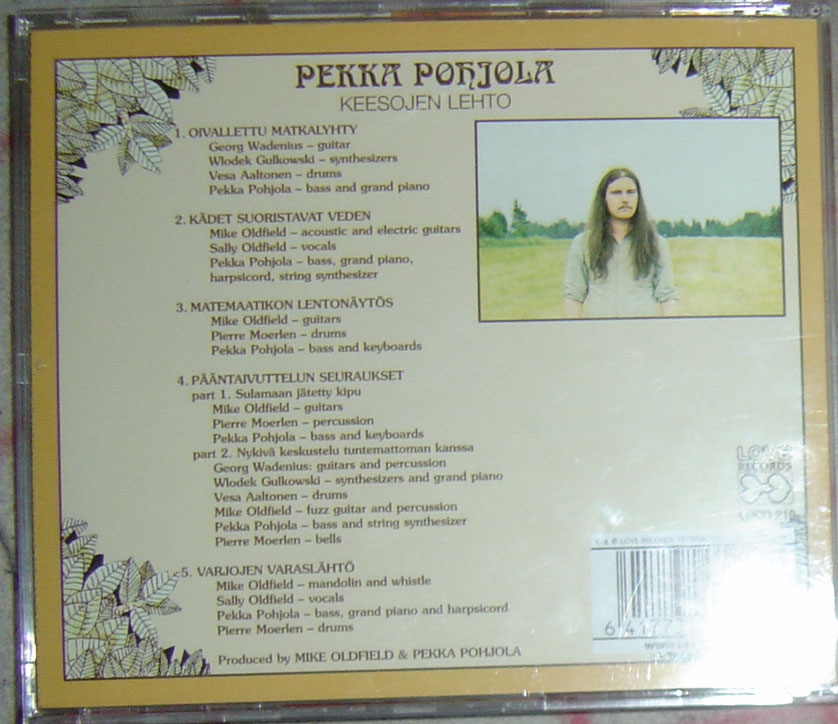 PEKKA POHJOLA
KEESOJEN LEHTO
1. OIVALLETTU MATKALYHTY
Georg Wadenius – guitar
Wlodek Gulkowski – synthesizers
Vesa Aaltonen – drums
Pekka Pohjola – bass and grand piano
2. KÄDET SUORISTAVAT VEDEN
Mike Oldfield – acoustic and electric guitars
Sally Oldfield – vocals
Pekka Pohjola – bass, grand piano,
harpsicord, string synthesizer
3. MATEMAATIKON LENTONÄYTÖS
Mike Oldfield – guitars
Pierre Moerlen – drums
Pekka Pohjola – bass and keyboards
4. PÄÄNTAIVUTTELUN SEURAUKSET
part 1. Sulamaan jätetty kipu
Mike Oldfield – guitars
Pierre Moerlen – percussion
Pekka Pohjola – bass and keyboards
part 2. Nykivä keskustelu tuntemattoman kanssa
Georg Wadenius: guitars and percussion
Wlodek Gulkowski – synthesizers and grand piano
Vesa Aaltonen – drums
Mike Oldfield – fuzz guitar and percussion
Pekka Pohjola – bass and string synthesizer
Pierre Moerlen – bells
5. VARJOJEN VARASLÄHTÖ
Mike Oldfield – mandolin and whistle
Sally Oldfield – vocals
Pekka Pohjola – bass, grand piano and harpsicord
Pierre Moerlen – drums
Produced by MIKE OLDFIELD & PEKKA POHJOLA
LOVE
RECORDS
LRCD 219
LOVE RECORDS
6 4177